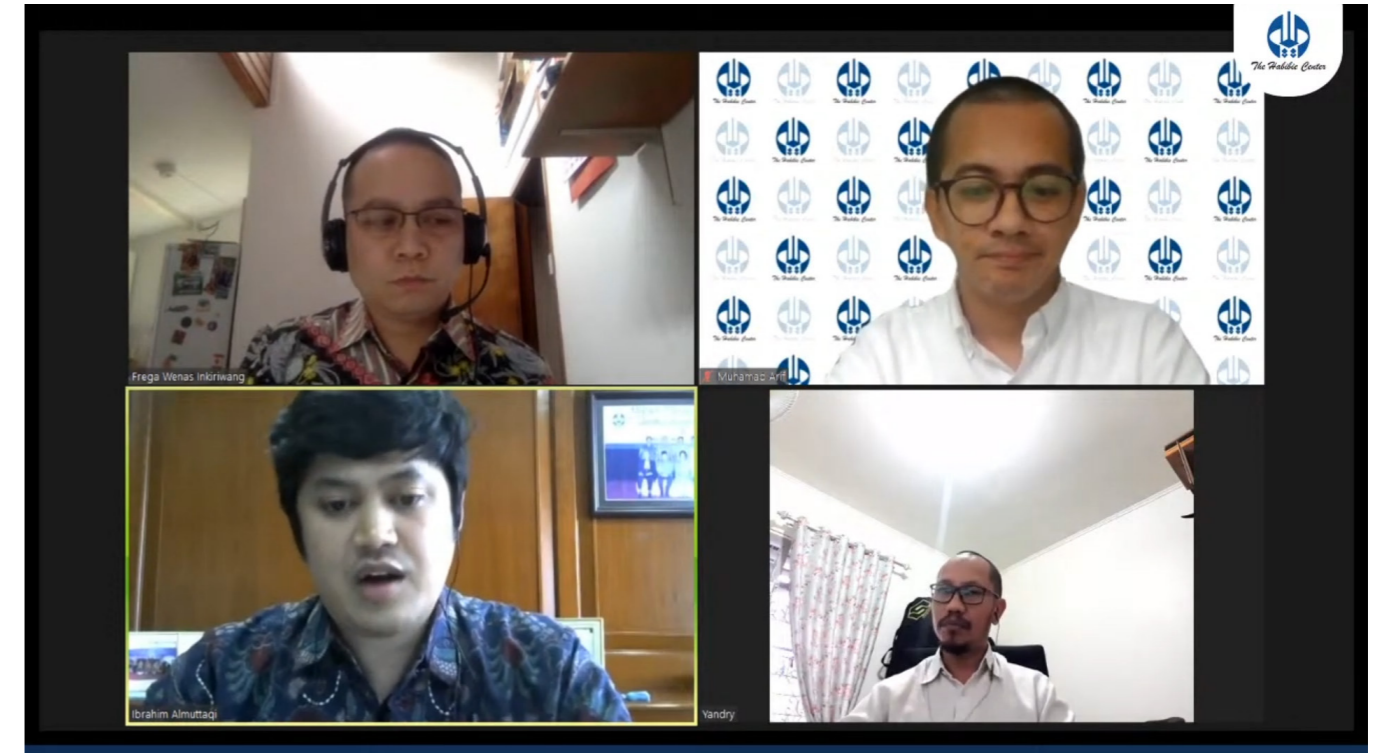 The Habibie Center
Frega Wenas Inkiriwang
Muhamad Arif
Ibrahim Almuttaqi
Yandry